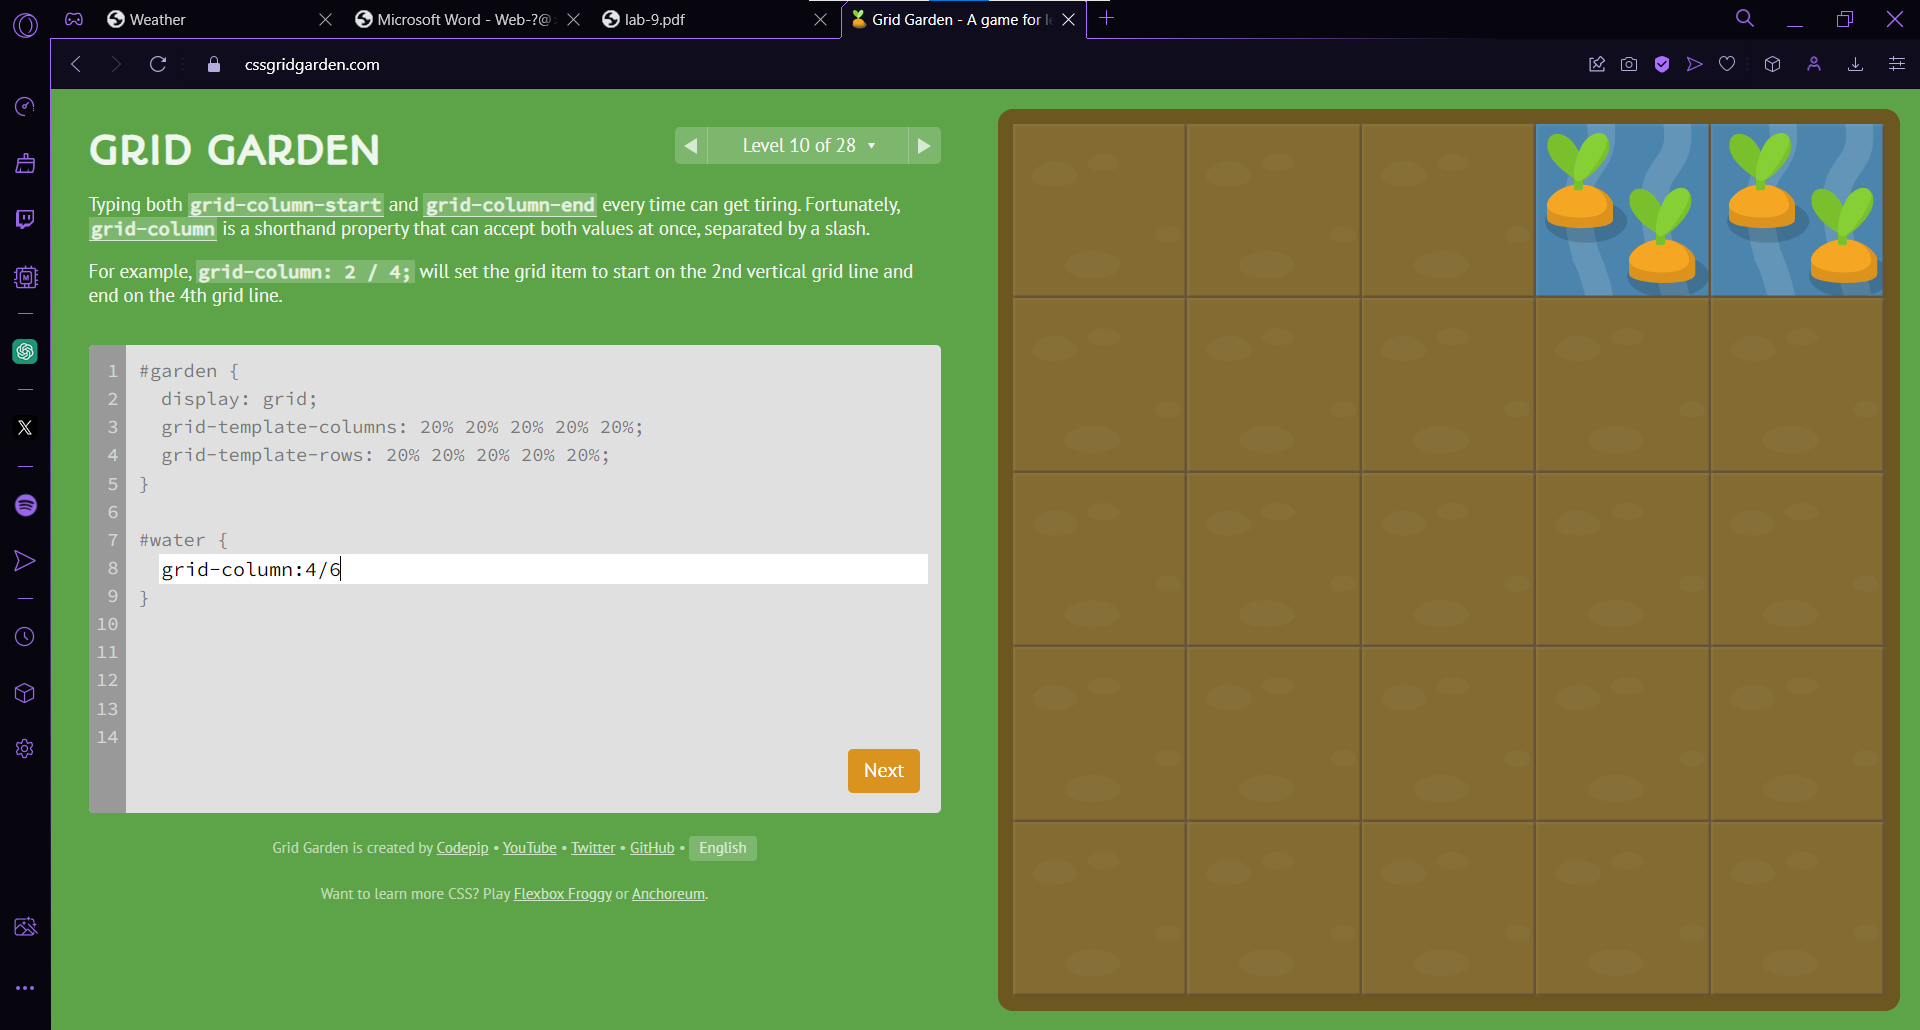 Weather
Microsoft Word - Web-?@
lab-9.pdf
Grid Garden - A game for l
cssgridgarden.com
GRID GARDEN
Level 10 of 28
Typing both grid-column-start and grid-column-end every time can get tiring. Fortunately,
grid-column is a shorthand property that can accept both values at once, separated by a slash.
For example, grid-column: 2 / 4; will set the grid item to start on the 2nd vertical grid line and
end on the 4th grid line.
1 #garden {
2 display: grid;
3 grid-template-columns: 20% 20% 20% 20% 20%;
4 grid-template-rows: 20% 20% 20% 20% 20%;
5 }
6
7 #water {
8 grid-column:4/6
9 }
10
11
12
13
14
Next
Grid Garden is created by Codepip • YouTube • Twitter • GitHub • English
Want to learn more CSS? Play Flexbox Froggy or Anchoreum.